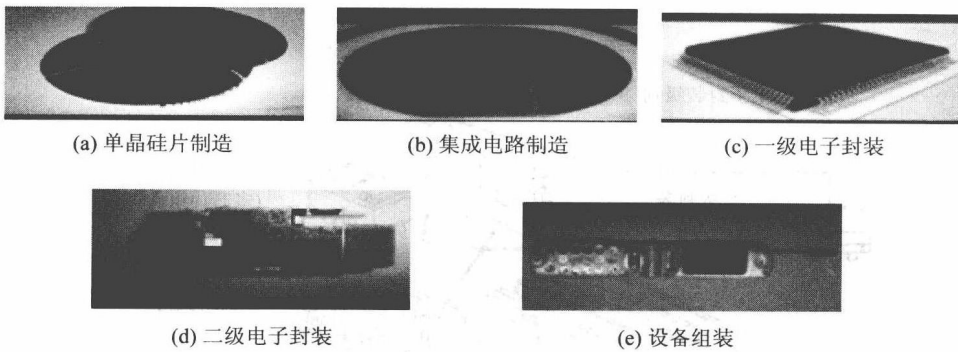 (a) 单晶硅片制造
(b) 集成电路制造
(c) 一级电子封装
(d) 二级电子封装
(e) 设备组装